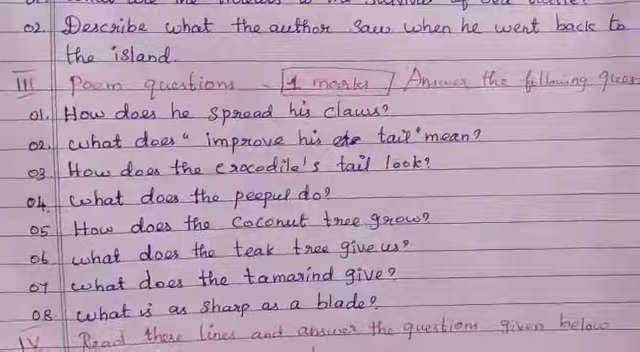 02. Describe what the author saw when he went back to
the island.
III Poem questions - 1 marks / Answer the following ques
01. How does he spread his claws?
02. what does " improve his tail" mean?
03 How does the crocodile's tail look?
04. what does the peepul do?
05 How does the coconut tree grow?
06 what does the teak tree give us?
07 what does the tamarind give?
08. what is as sharp as a blade?
IV Read these lines and answer the questions given below